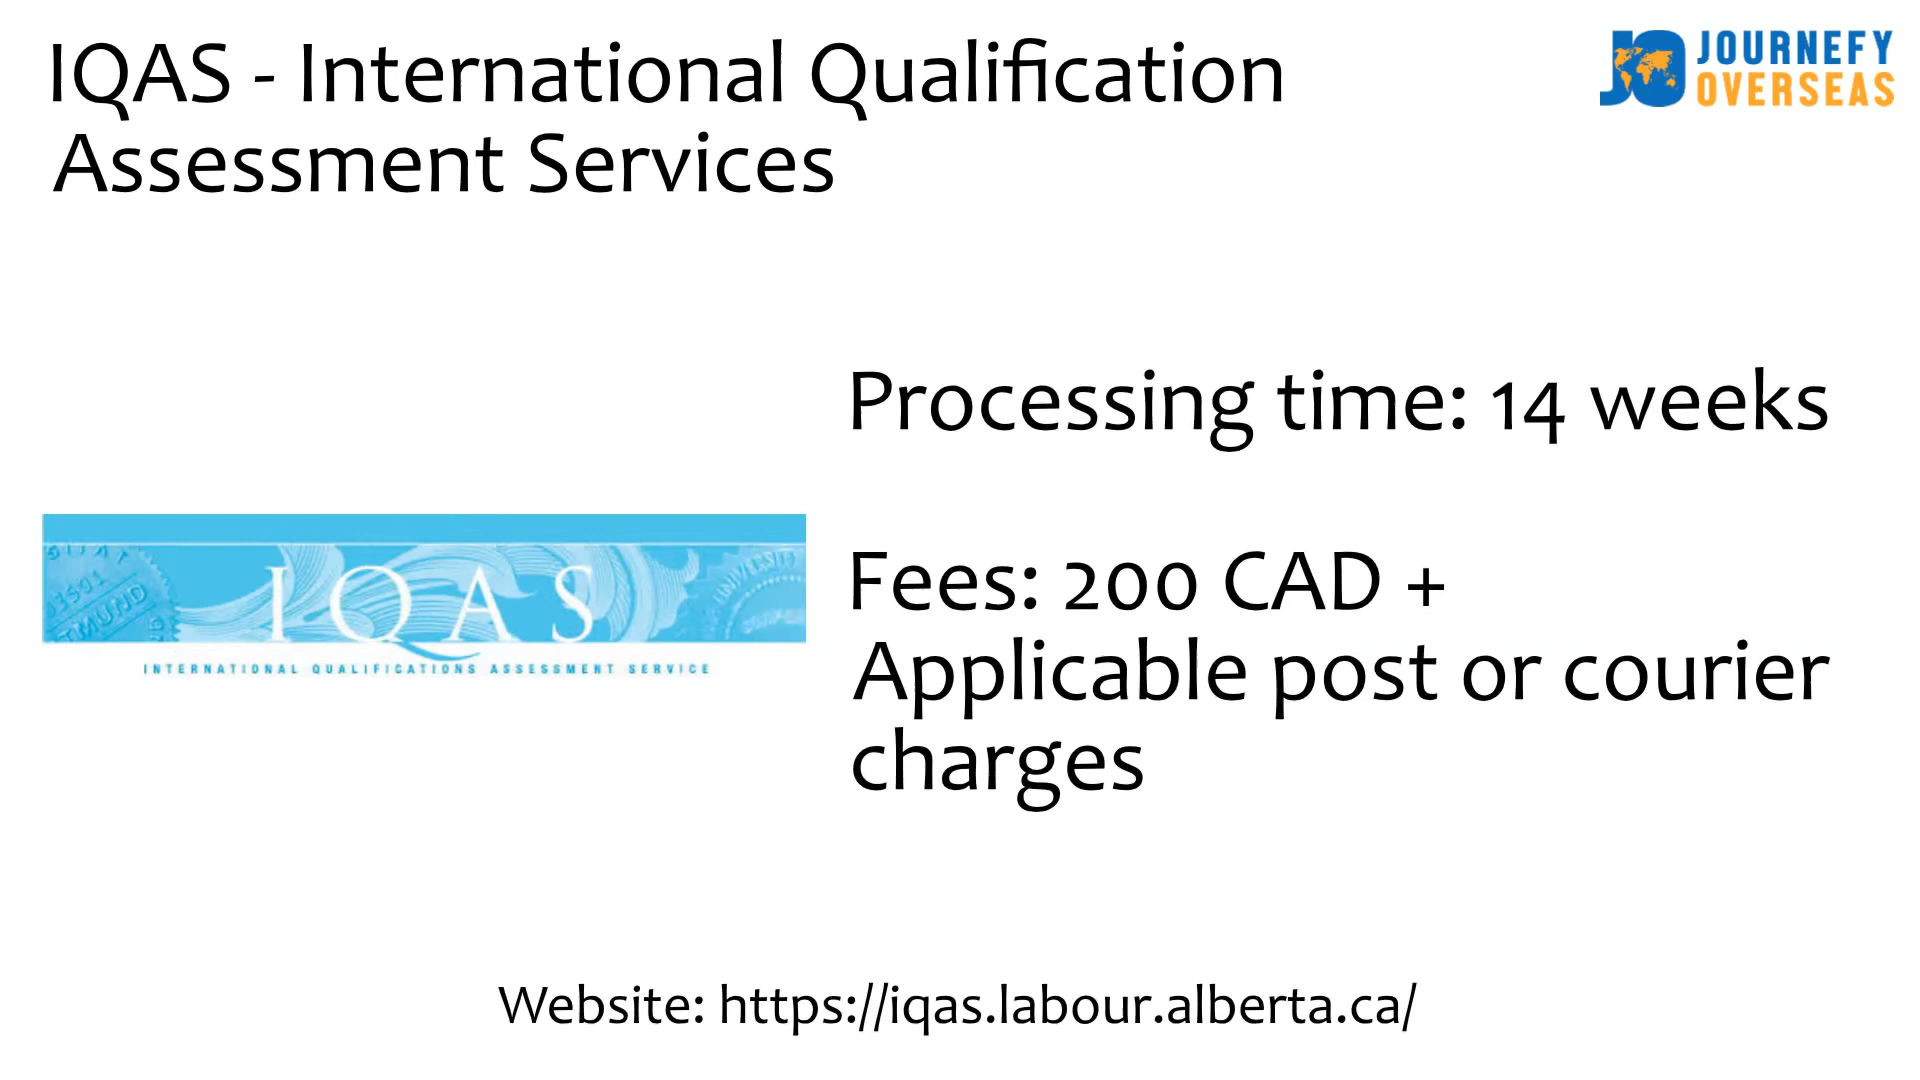 IQAS - International Qualification
Assessment Services
JOURNEFY
OVERSEAS
Processing time: 14 weeks
IQAS
INTERNATIONAL QUALIFICATIONS ASSESSMENT SERVICE
Fees: 200 CAD +
Applicable post or courier
charges
Website: https://iqas.labour.alberta.ca/